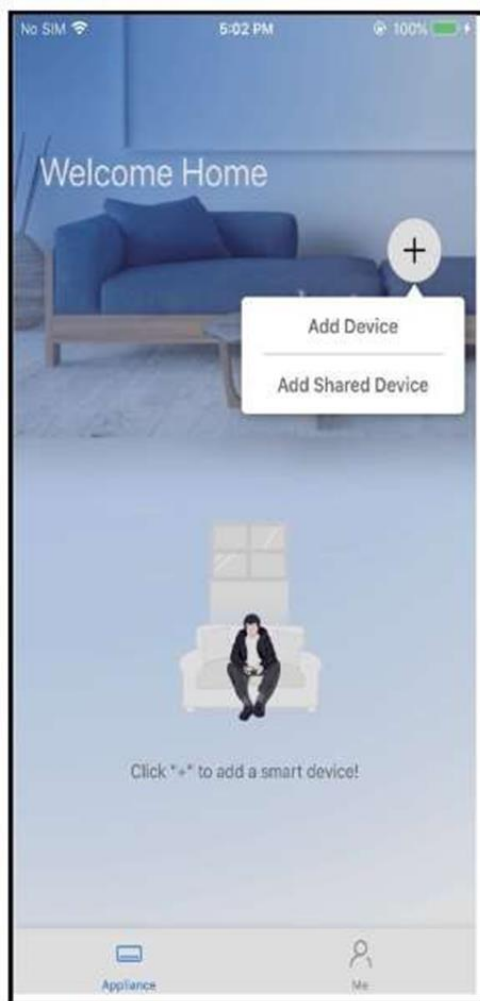 No SIM 5:02 PM 100%
Welcome Home
+
Add Device
Add Shared Device
Click "+" to add a smart device!
Appliance Me